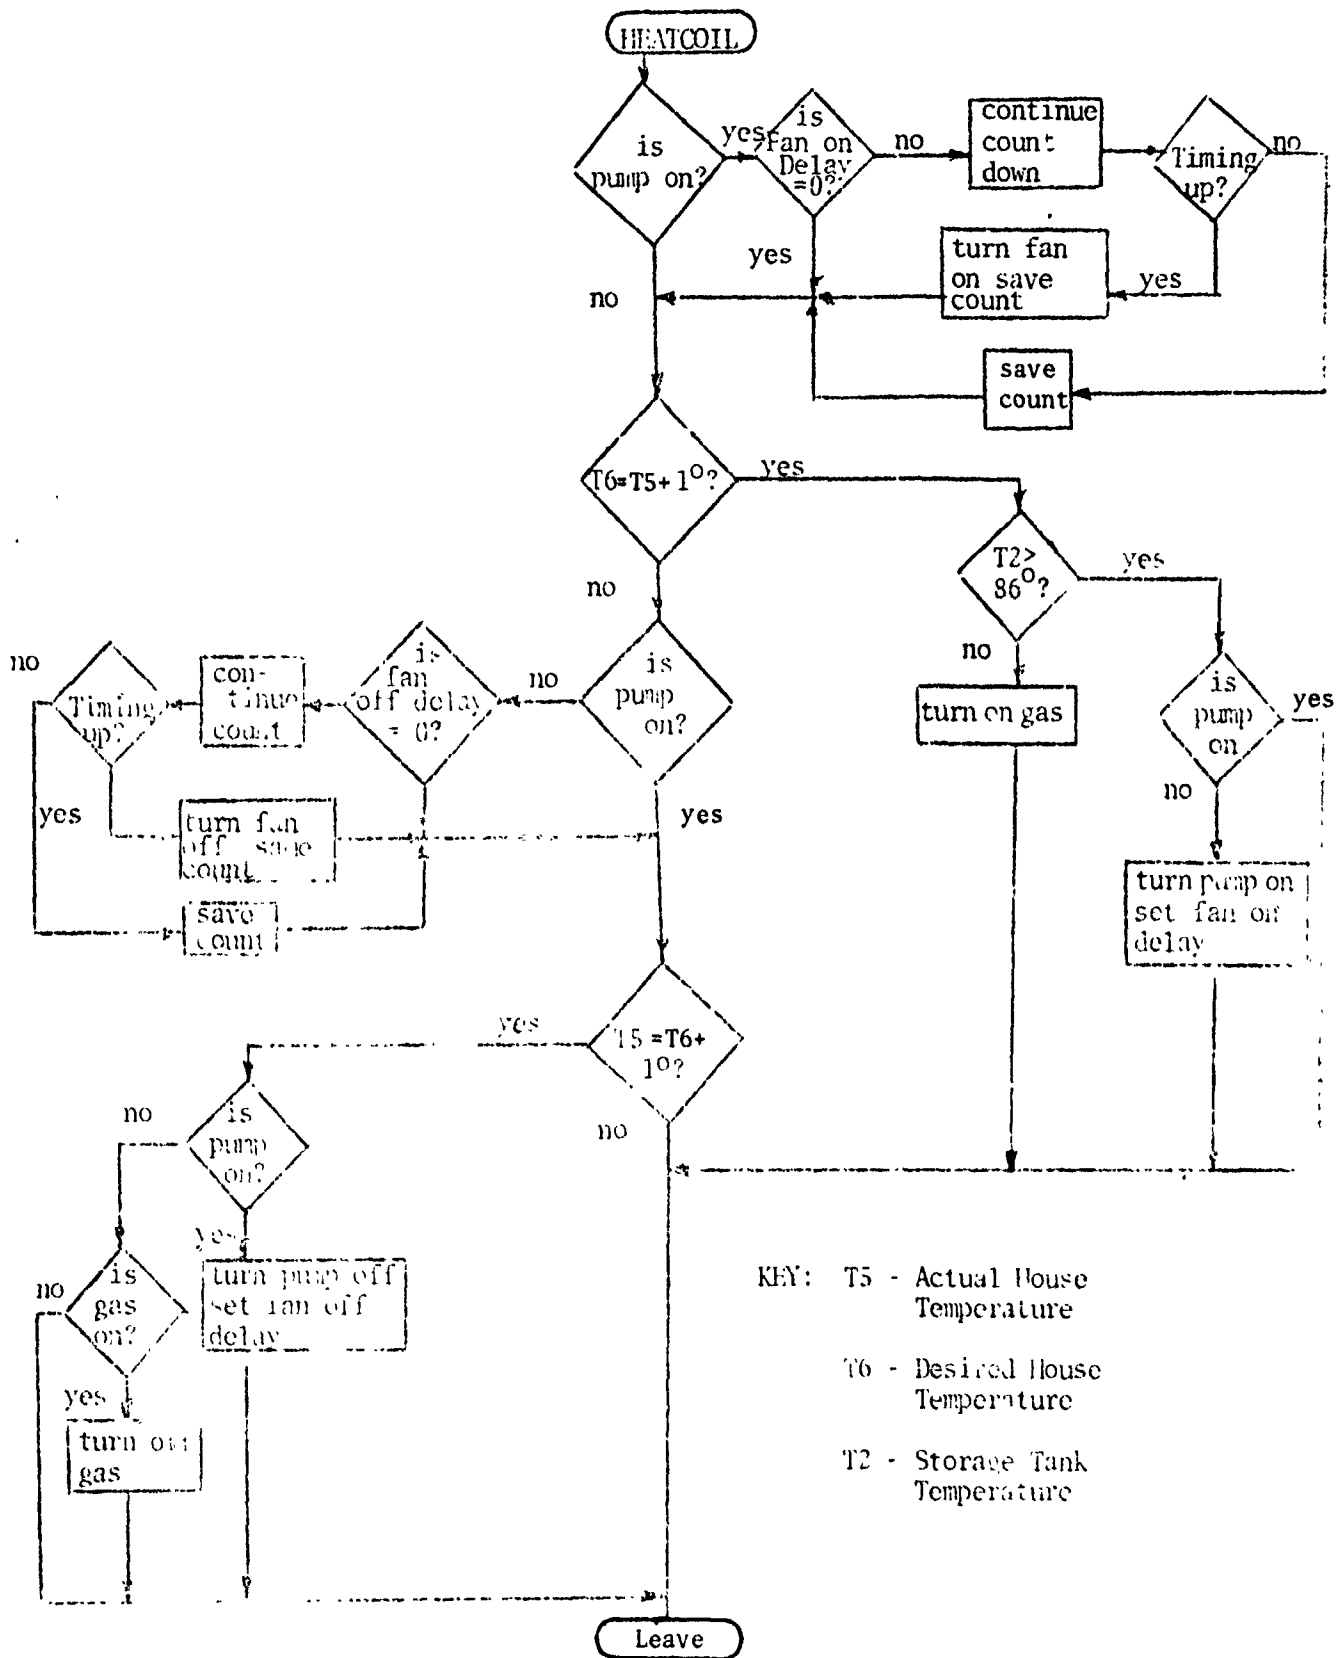 HEATCOIL
is
pump on?
yes
is
Fan on
Delay
=0?
no
continue
count
down
Timing
up?
no
yes
turn fan
on save
count
yes
no
save
count
T6=T5+ 1º?
yes
no
T2>
86º?
yes
no
turn on gas
is
pump
on
yes
no
turn pump on
set fan on
delay
is
pump
on?
no
yes
is
fan
off delay
= 0?
con-
tinue
count
Timing
up?
no
yes
turn fan
off save
count
save
count
T5 =T6+
1º?
yes
no
is
pump
on?
no
yes
turn pump off
set fan off
delay
is
gas
on?
no
yes
turn off
gas
KEY: T5 - Actual House
Temperature
T6 - Desired House
Temperature
T2 - Storage Tank
Temperature
Leave